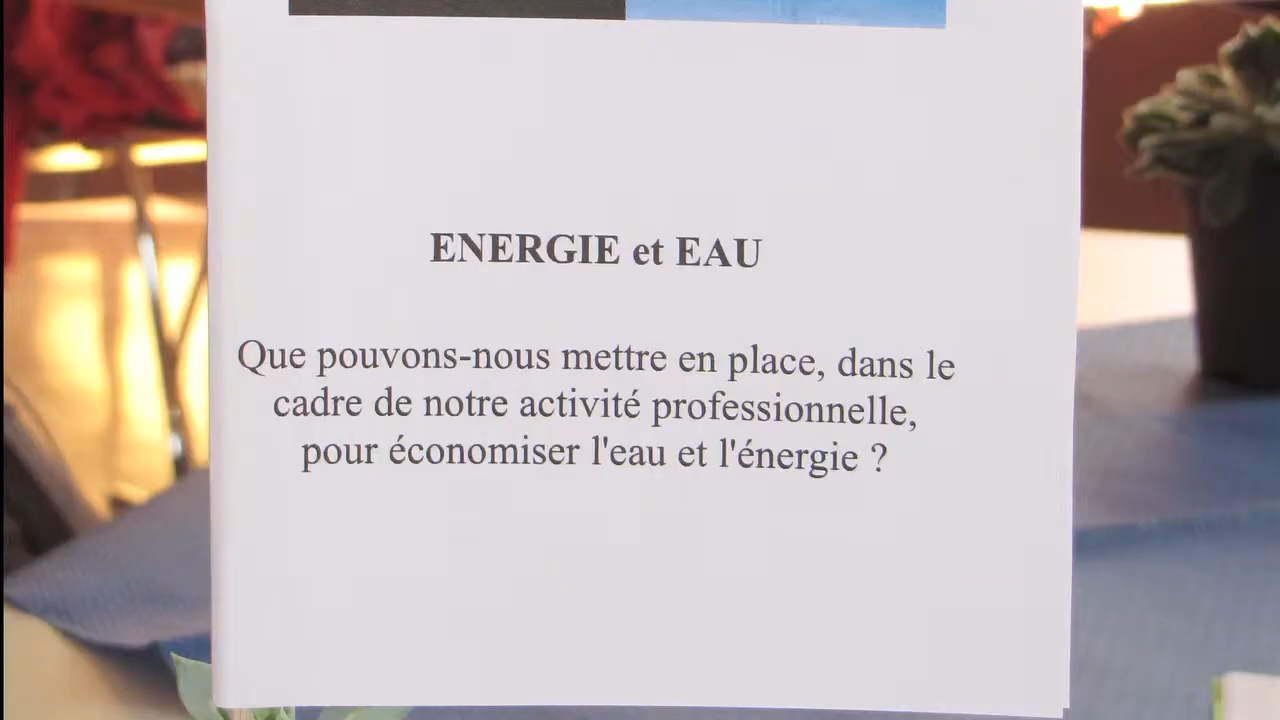 ENERGIE et EAU
Que pouvons-nous mettre en place, dans le
cadre de notre activité professionnelle,
pour économiser l'eau et l'énergie ?